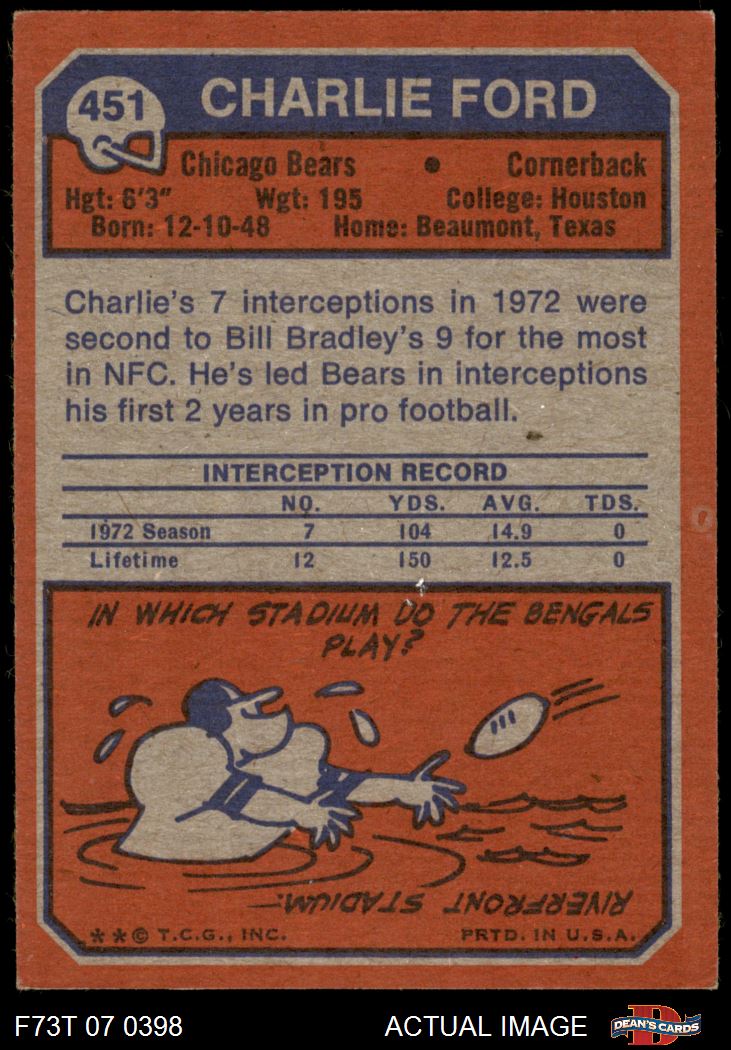 451
CHARLIE FORD
Chicago Bears • Cornerback
Hgt: 6'3" Wgt: 195 College: Houston
Born: 12-10-48 Home: Beaumont, Texas
Charlie's 7 interceptions in 1972 were
second to Bill Bradley's 9 for the most
in NFC. He's led Bears in interceptions
his first 2 years in pro football.
INTERCEPTION RECORD
NO. YDS. AVG. TDS.
1972 Season 7 104 14.9 0
Lifetime 12 150 12.5 0
IN WHICH STADIUM DO THE BENGALS
PLAY?
RIVERFRONT
STADIUM.
**© T.C.G., INC. PRTD. IN U.S.A.
F73T 07 0398 ACTUAL IMAGE
D
DEAN'S CARDS